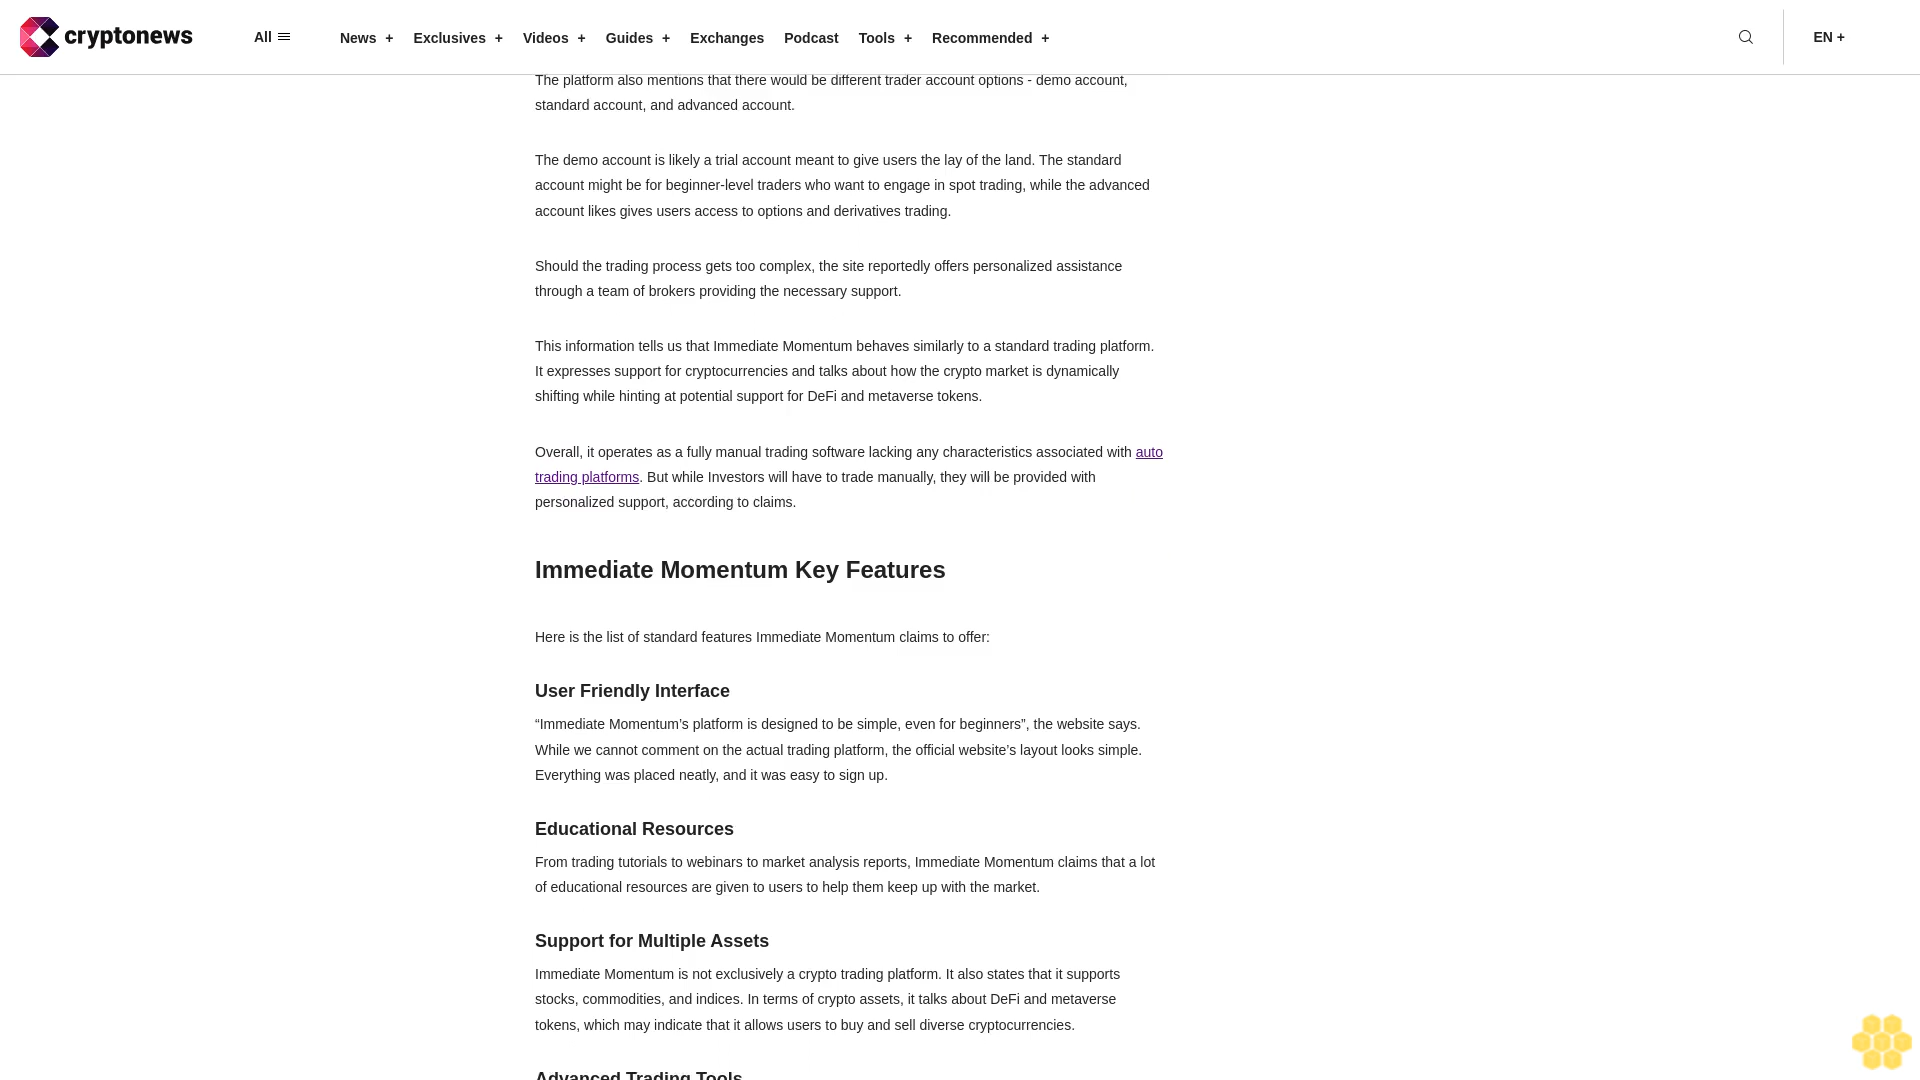 cryptonews All News + Exclusives + Videos + Guides + Exchanges Podcast Tools + Recommended + EN +
The platform also mentions that there would be different trader account options - demo account,
standard account, and advanced account.
The demo account is likely a trial account meant to give users the lay of the land. The standard
account might be for beginner-level traders who want to engage in spot trading, while the advanced
account likes gives users access to options and derivatives trading.
Should the trading process gets too complex, the site reportedly offers personalized assistance
through a team of brokers providing the necessary support.
This information tells us that Immediate Momentum behaves similarly to a standard trading platform.
It expresses support for cryptocurrencies and talks about how the crypto market is dynamically
shifting while hinting at potential support for DeFi and metaverse tokens.
Overall, it operates as a fully manual trading software lacking any characteristics associated with auto
trading platforms. But while Investors will have to trade manually, they will be provided with
personalized support, according to claims.
Immediate Momentum Key Features
Here is the list of standard features Immediate Momentum claims to offer:
User Friendly Interface
“Immediate Momentum’s platform is designed to be simple, even for beginners”, the website says.
While we cannot comment on the actual trading platform, the official website’s layout looks simple.
Everything was placed neatly, and it was easy to sign up.
Educational Resources
From trading tutorials to webinars to market analysis reports, Immediate Momentum claims that a lot
of educational resources are given to users to help them keep up with the market.
Support for Multiple Assets
Immediate Momentum is not exclusively a crypto trading platform. It also states that it supports
stocks, commodities, and indices. In terms of crypto assets, it talks about DeFi and metaverse
tokens, which may indicate that it allows users to buy and sell diverse cryptocurrencies.
Advanced Trading Tools